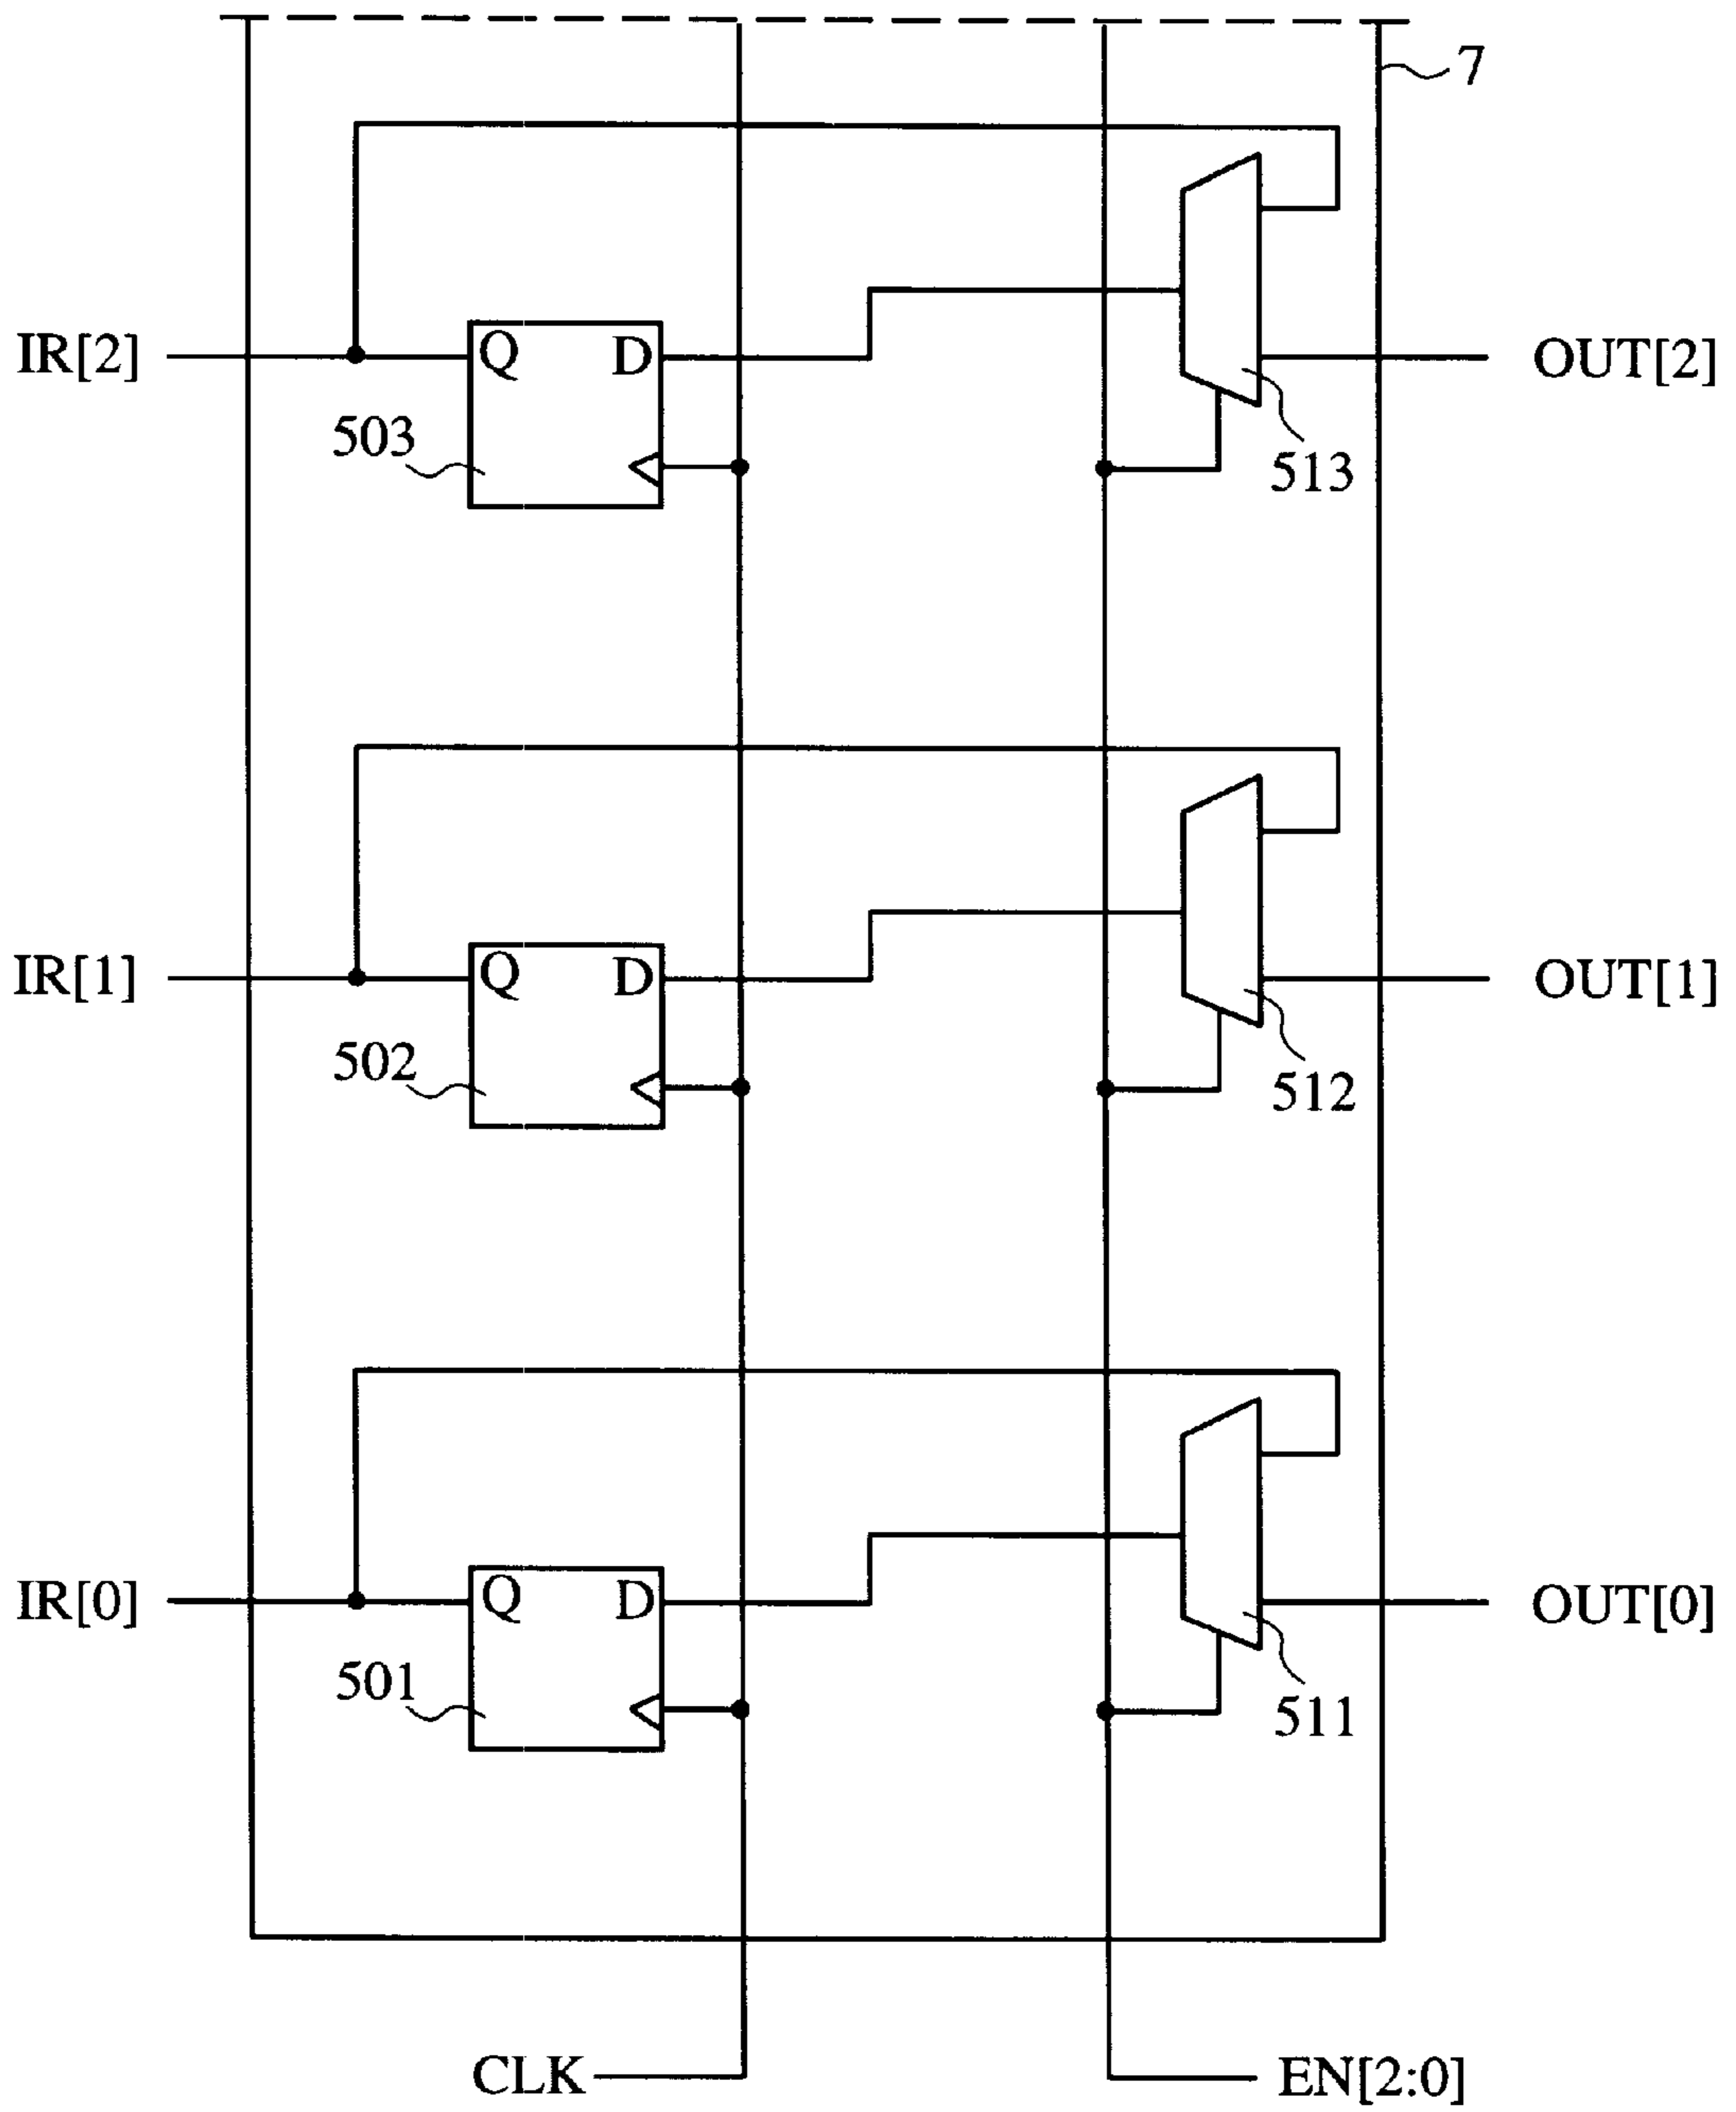 7
IR[2]
Q
D
OUT[2]
503
513
IR[1]
Q
D
OUT[1]
502
512
IR[0]
Q
D
OUT[0]
501
511
CLK
EN[2:0]